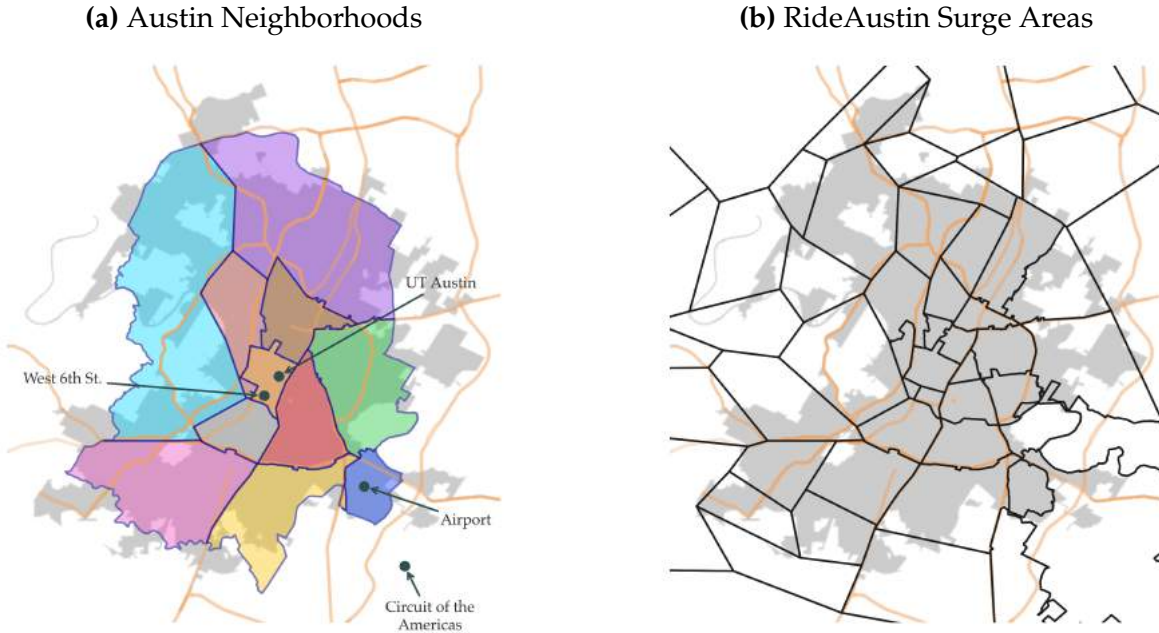 (a) Austin Neighborhoods
(b) RideAustin Surge Areas
UT Austin
West 6th St.
Airport
Circuit of the
Americas